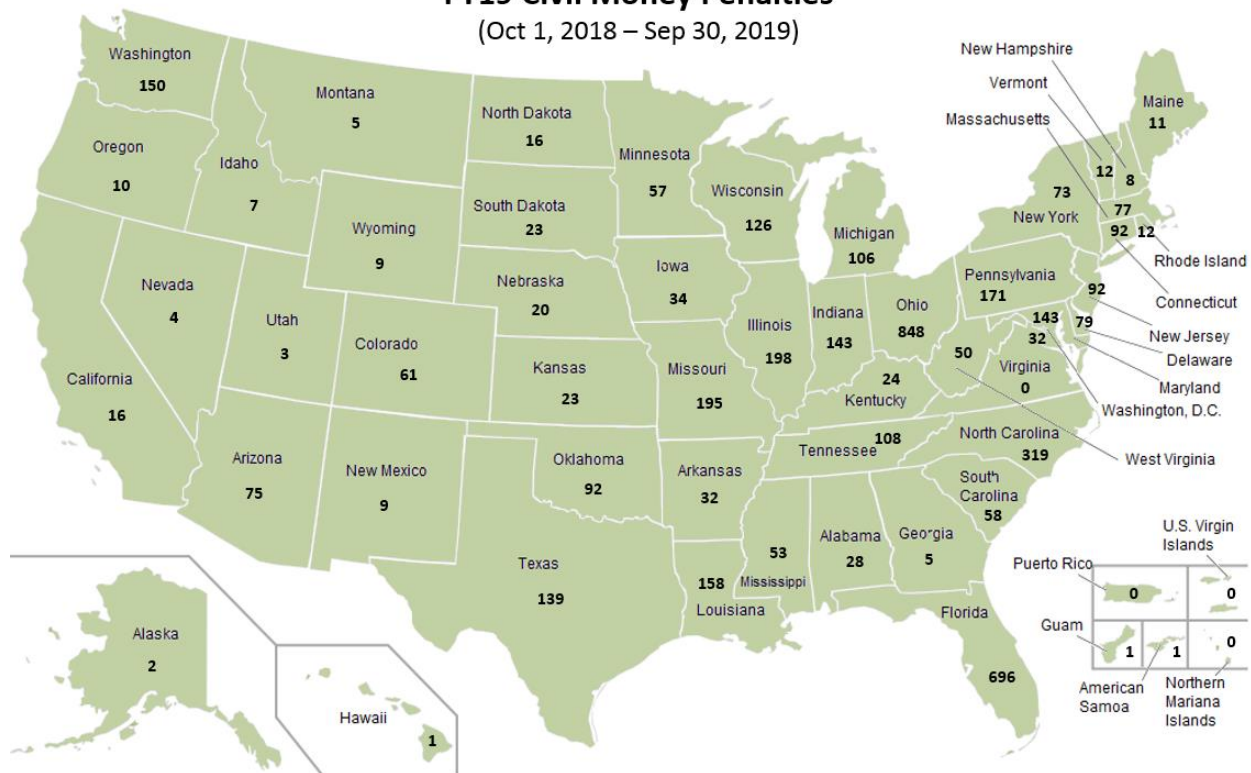 FY19 Civil Money Penalties
(Oct 1, 2018 – Sep 30, 2019)
Washington
150
Montana
5
North Dakota
16
Minnesota
57
Oregon
10
Idaho
7
Wyoming
9
South Dakota
23
Wisconsin
126
Michigan
106
New Hampshire
Vermont
Massachusetts
Maine
11
12
8
73
New York
77
92
12
Rhode Island
Connecticut
Nevada
4
Utah
3
Colorado
61
Nebraska
20
Iowa
34
Illinois
198
Indiana
143
Ohio
848
Pennsylvania
171
92
New Jersey
143
79
Delaware
32
Maryland
Washington, D.C.
California
16
Kansas
23
Missouri
195
24
Kentucky
50
West Virginia
Virginia
0
Arizona
75
New Mexico
9
Oklahoma
92
Arkansas
32
108
Tennessee
North Carolina
319
South
Carolina
58
Texas
139
158
Louisiana
53
Mississippi
Alabama
28
Georgia
5
Florida
696
Alaska
2
Hawaii
1
U.S. Virgin
Islands
Puerto Rico
0
0
Guam
1
1
0
American
Samoa
Northern
Mariana
Islands